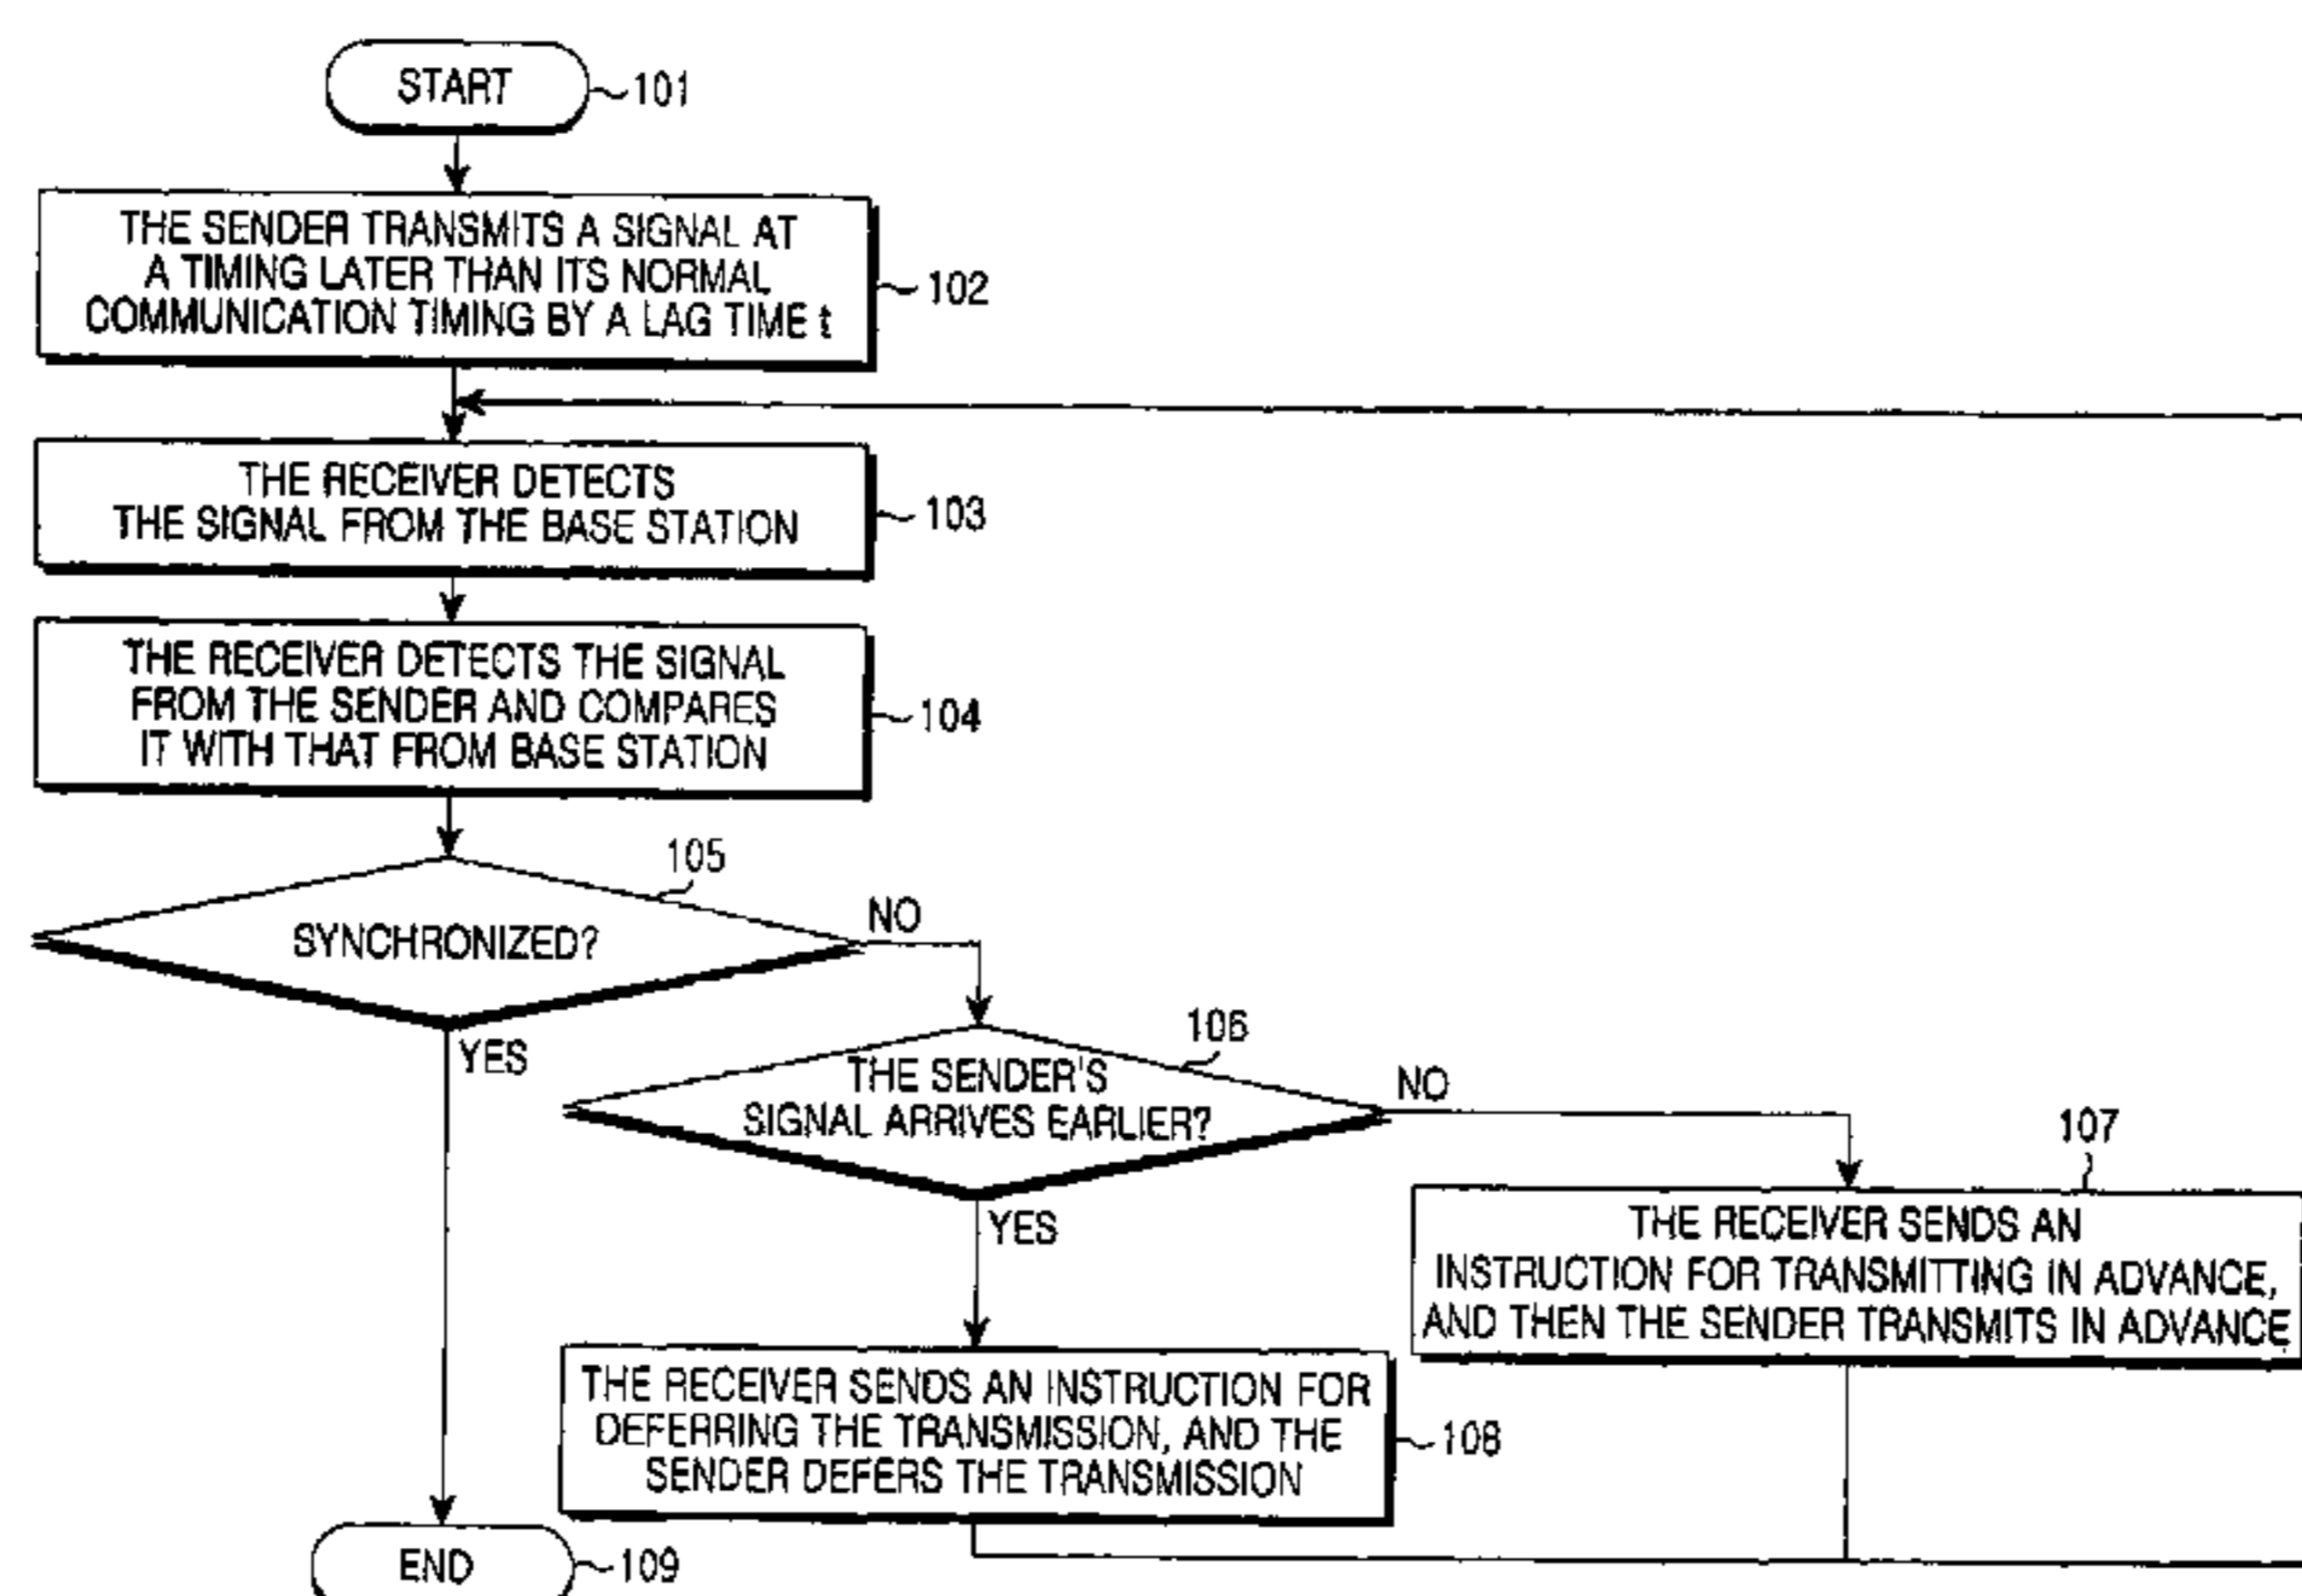 START
101
THE SENDER TRANSMITS A SIGNAL AT
A TIMING LATER THAN ITS NORMAL
COMMUNICATION TIMING BY A LAG TIME t
102
THE RECEIVER DETECTS
THE SIGNAL FROM THE BASE STATION
103
THE RECEIVER DETECTS THE SIGNAL
FROM THE SENDER AND COMPARES
IT WITH THAT FROM BASE STATION
104
105
SYNCHRONIZED?
NO
YES
106
THE SENDER'S
SIGNAL ARRIVES EARLIER?
NO
YES
107
THE RECEIVER SENDS AN
INSTRUCTION FOR TRANSMITTING IN ADVANCE,
AND THEN THE SENDER TRANSMITS IN ADVANCE
THE RECEIVER SENDS AN INSTRUCTION FOR
DEFERRING THE TRANSMISSION, AND THE
SENDER DEFERS THE TRANSMISSION
108
END
109